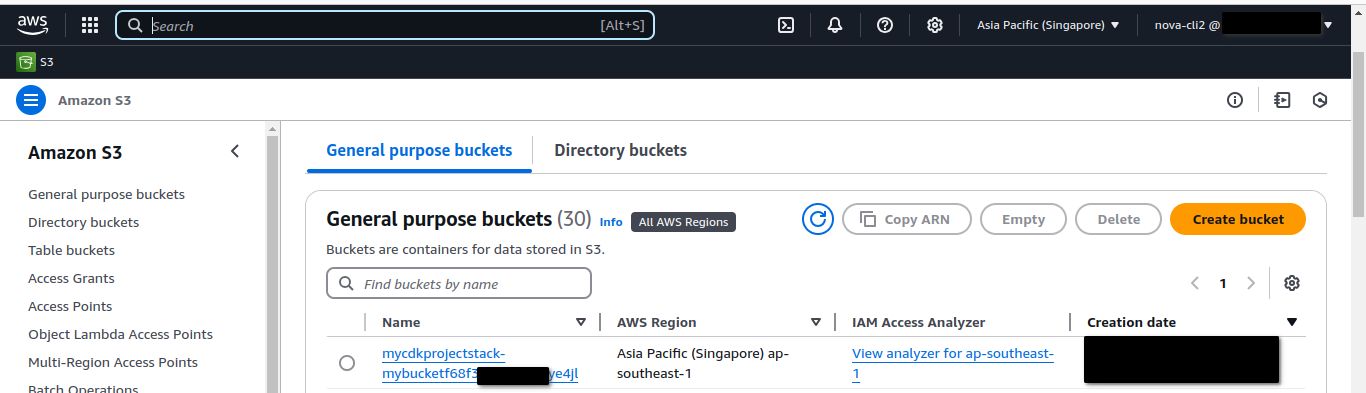 aws
Search [Alt+S]
Asia Pacific (Singapore)
nova-cli2 @
S3
Amazon S3
Amazon S3
General purpose buckets
Directory buckets
Table buckets
Access Grants
Access Points
Object Lambda Access Points
Multi-Region Access Points
Batch Operations
General purpose buckets
Directory buckets
General purpose buckets (30) Info All AWS Regions
Copy ARN
Empty
Delete
Create bucket
Buckets are containers for data stored in S3.
Find buckets by name
1
Name
AWS Region
IAM Access Analyzer
Creation date
mycdkprojectstack-
mybucketf68f3 ye4jl
Asia Pacific (Singapore) ap-
southeast-1
View analyzer for ap-southeast-
1